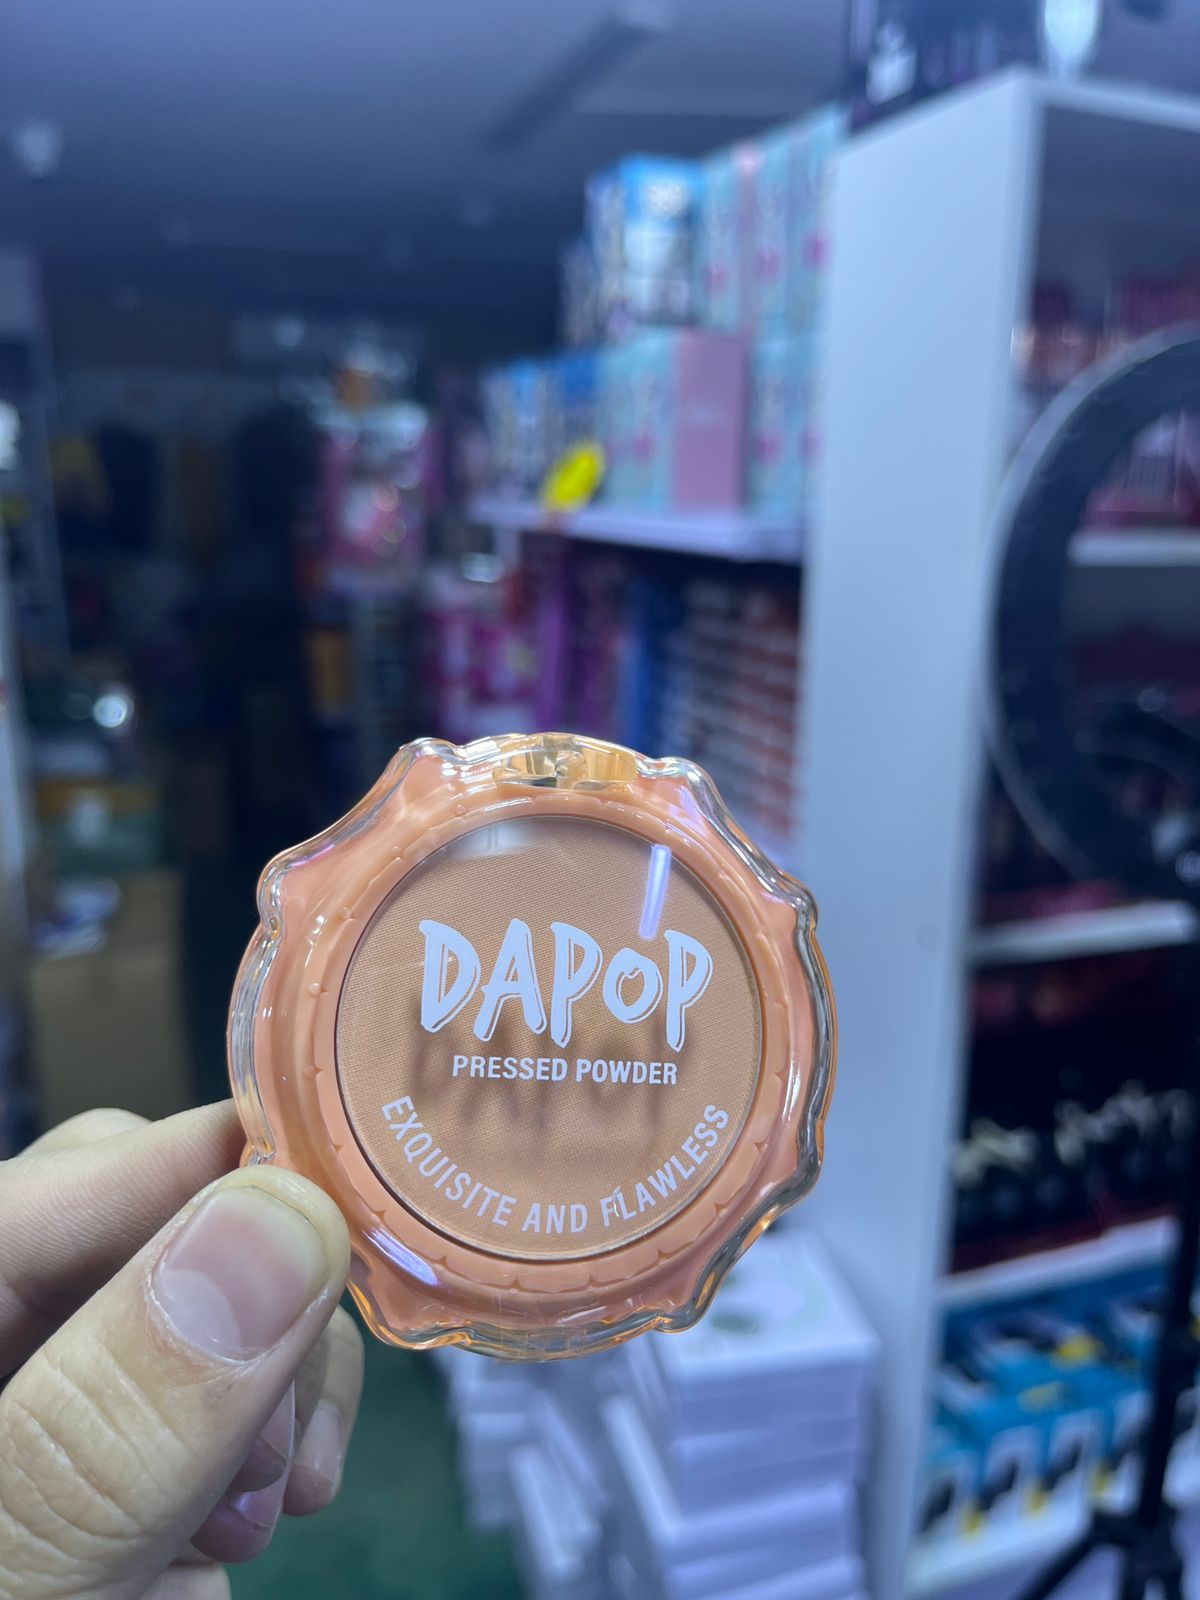 DAPOP
PRESSED POWDER
EXQUISITE AND FLAWLESS